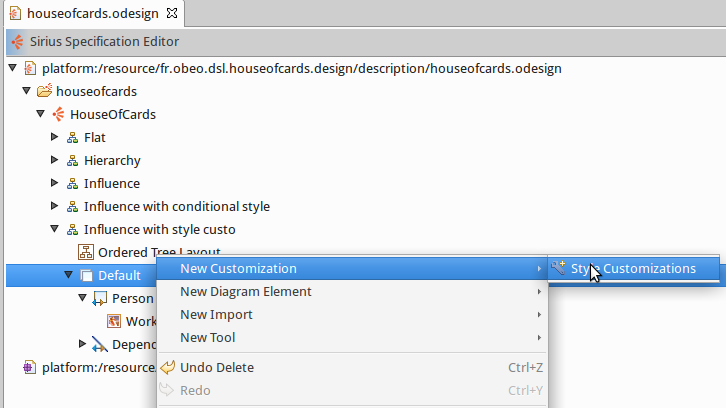 houseofcards.odesign
Sirius Specification Editor
platform:/resource/fr.obeo.dsl.houseofcards.design/description/houseofcards.odesign
houseofcards
HouseOfCards
Flat
Hierarchy
Influence
Influence with conditional style
Influence with style custo
Ordered Tree Layout
Default
New Customization
Style Customizations
Person
New Diagram Element
Work
New Import
Depend
New Tool
platform:/resource
Undo Delete Ctrl+Z
Redo Ctrl+Y